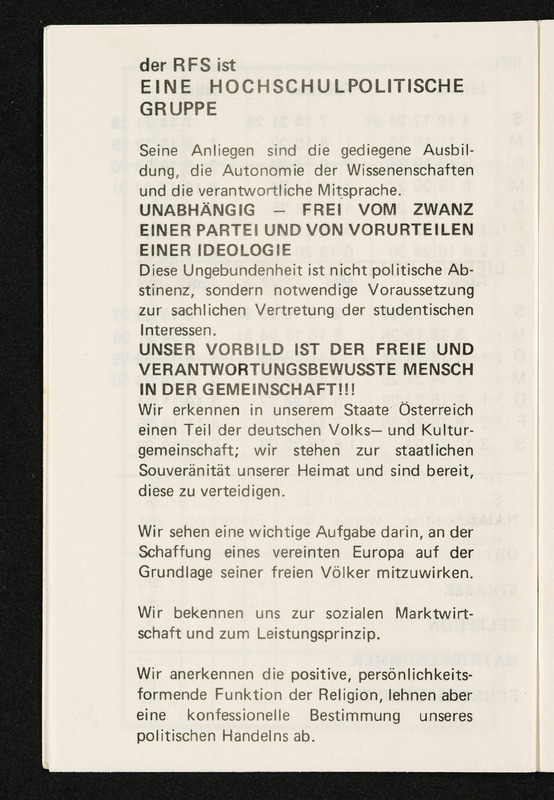 der RFS ist
EINE HOCHSCHULPOLITISCHE
GRUPPE
Seine Anliegen sind die gediegene Ausbil-
dung, die Autonomie der Wissenenschaften
und die verantwortliche Mitsprache.
UNABHÄNGIG — FREI VOM ZWANZ
EINER PARTEI UND VON VORURTEILEN
EINER IDEOLOGIE
Diese Ungebundenheit ist nicht politische Ab-
stinenz, sondern notwendige Voraussetzung
zur sachlichen Vertretung der studentischen
Interessen.
UNSER VORBILD IST DER FREIE UND
VERANTWORTUNGSBEWUSSTE MENSCH
IN DER GEMEINSCHAFT!!!
Wir erkennen in unserem Staate Österreich
einen Teil der deutschen Volks— und Kultur-
gemeinschaft; wir stehen zur staatlichen
Souveränität unserer Heimat und sind bereit,
diese zu verteidigen.
Wir sehen eine wichtige Aufgabe darin, an der
Schaffung eines vereinten Europa auf der
Grundlage seiner freien Völker mitzuwirken.
Wir bekennen uns zur sozialen Marktwirt-
schaft und zum Leistungsprinzip.
Wir anerkennen die positive, persönlichkeits-
formende Funktion der Religion, lehnen aber
eine konfessionelle Bestimmung unseres
politischen Handelns ab.